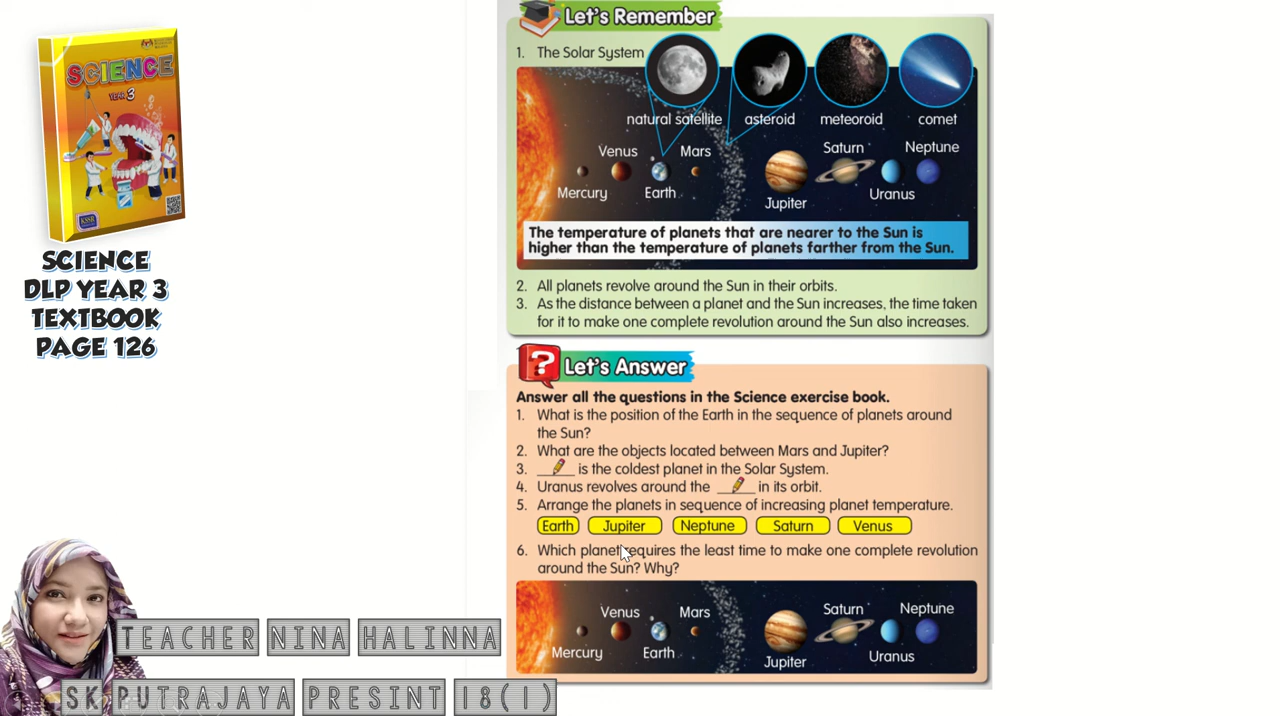 SCIENCE
YEAR 3
KSSR
SCIENCE
DLP YEAR 3
TEXTBOOK
PAGE 126
Let's Remember
1. The Solar System
natural satellite asteroid meteoroid comet
Venus Mars Saturn Neptune
Mercury Earth Jupiter Uranus
The temperature of planets that are nearer to the Sun is
higher than the temperature of planets farther from the Sun.
2. All planets revolve around the Sun in their orbits.
3. As the distance between a planet and the Sun increases, the time taken
for it to make one complete revolution around the Sun also increases.
? Let's Answer
Answer all the questions in the Science exercise book.
1. What is the position of the Earth in the sequence of planets around
the Sun?
2. What are the objects located between Mars and Jupiter?
3. ____ is the coldest planet in the Solar System.
4. Uranus revolves around the ____ in its orbit.
5. Arrange the planets in sequence of increasing planet temperature.
Earth Jupiter Neptune Saturn Venus
6. Which planet requires the least time to make one complete revolution
around the Sun? Why?
Venus Mars Saturn Neptune
Mercury Earth Jupiter Uranus
TEACHER NINA HALINNA
SK PUTRAJAYA PRESINT 18(1)